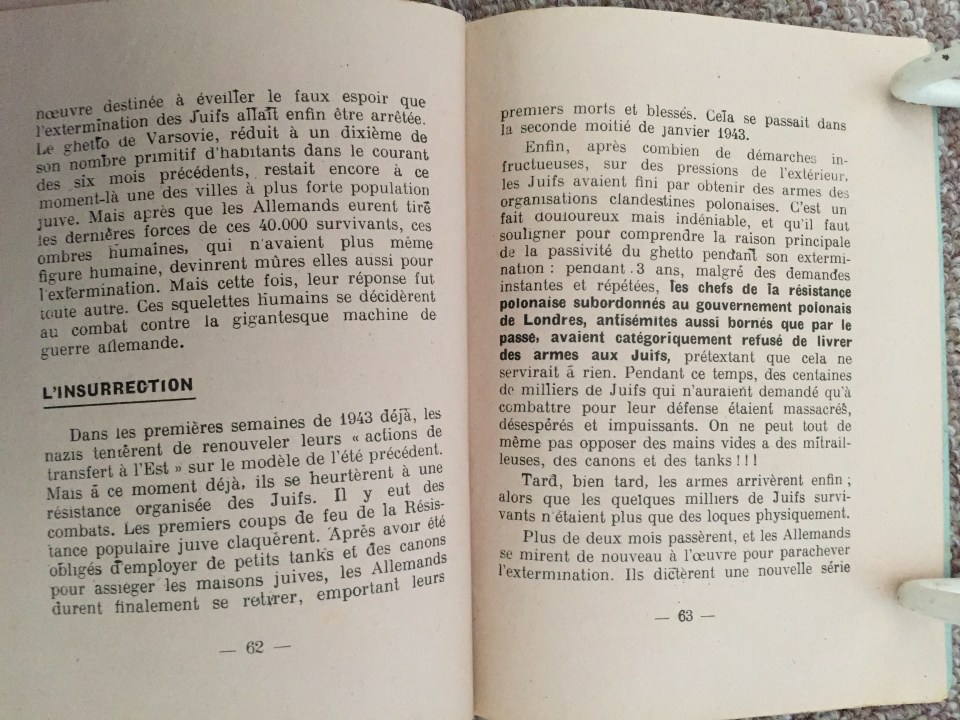 nœuvre destinée à éveiller le faux espoir que
l'extermination des Juifs allait enfin être arrêtée.
Le ghetto de Varsovie, réduit à un dixième de
son nombre primitif d'habitants dans le courant
des six mois précédents, restait encore à ce
moment-là une des villes à plus forte population
juive. Mais après que les Allemands eurent tiré
les dernières forces de ces 40.000 survivants, ces
ombres humaines, qui n'avaient plus même
figure humaine, devinrent mûres elles aussi pour
l'extermination. Mais cette fois, leur réponse fut
toute autre. Ces squelettes humains se décidèrent
au combat contre la gigantesque machine de
guerre allemande.
L'INSURRECTION
Dans les premières semaines de 1943 déjà, les
nazis tentèrent de renouveler leurs « actions de
transfert à l'Est » sur le modèle de l'été précédent.
Mais à ce moment déjà, ils se heurtèrent à une
résistance organisée des Juifs. Il y eut des
combats. Les premiers coups de feu de la Résis-
tance populaire juive claquèrent. Après avoir été
obligés d'employer de petits tanks et des canons
pour assiéger les maisons juives, les Allemands
durent finalement se retirer, emportant leurs
— 62 —
premiers morts et blessés. Cela se passait dans
la seconde moitié de janvier 1943.
Enfin, après combien de démarches in-
fructueuses, sur des pressions de l'extérieur,
les Juifs avaient fini par obtenir des armes des
organisations clandestines polonaises. C'est un
fait douloureux mais indéniable, et qu'il faut
souligner pour comprendre la raison principale
de la passivité du ghetto pendant son extermi-
nation : pendant 3 ans, malgré des demandes
instantes et répétées, les chefs de la résistance
polonaise subordonnés au gouvernement polonais
de Londres, antisémites aussi bornés que par le
passe, avaient catégoriquement refusé de livrer
des armes aux Juifs, prétextant que cela ne
servirait à rien. Pendant ce temps, des centaines
de milliers de Juifs qui n'auraient demandé qu'à
combattre pour leur défense étaient massacrés,
désespérés et impuissants. On ne peut tout de
même pas opposer des mains vides a des mitrail-
leuses, des canons et des tanks ! ! !
Tard, bien tard, les armes arrivèrent enfin ;
alors que les quelques milliers de Juifs survi-
vants n'étaient plus que des loques physiquement.
Plus de deux mois passèrent, et les Allemands
se mirent de nouveau à l'œuvre pour parachever
l'extermination. Ils dictèrent une nouvelle série
— 63 —